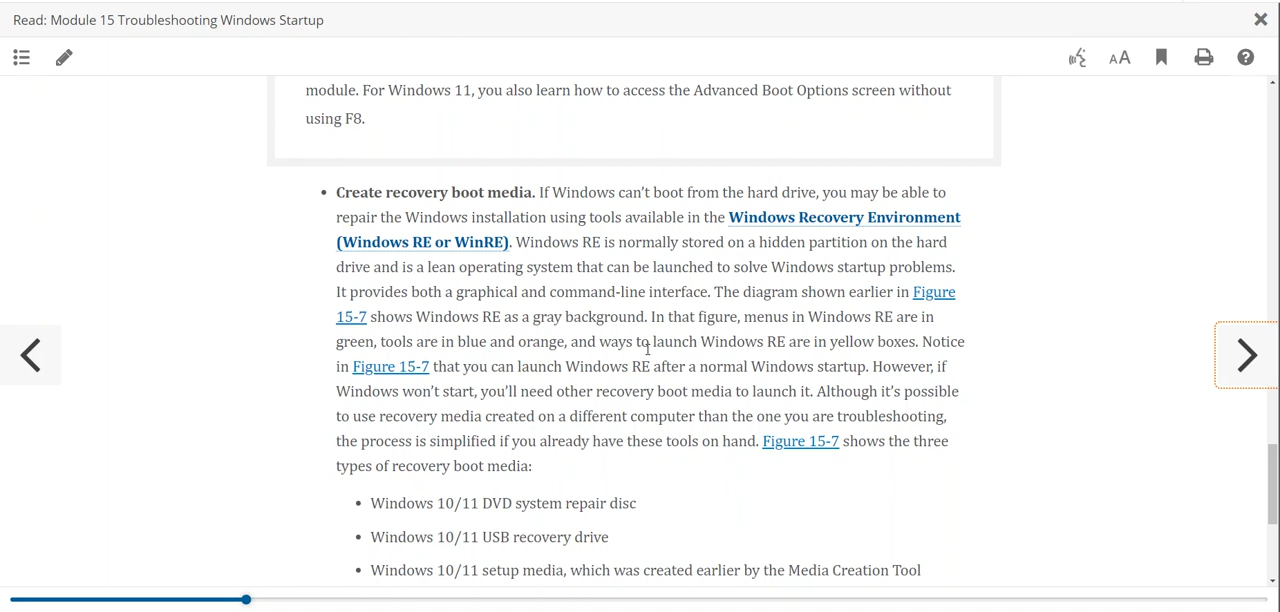 Read: Module 15 Troubleshooting Windows Startup
AA
module. For Windows 11, you also learn how to access the Advanced Boot Options screen without
using F8.
• Create recovery boot media. If Windows can’t boot from the hard drive, you may be able to
repair the Windows installation using tools available in the Windows Recovery Environment
(Windows RE or WinRE). Windows RE is normally stored on a hidden partition on the hard
drive and is a lean operating system that can be launched to solve Windows startup problems.
It provides both a graphical and command-line interface. The diagram shown earlier in Figure
15-7 shows Windows RE as a gray background. In that figure, menus in Windows RE are in
green, tools are in blue and orange, and ways to launch Windows RE are in yellow boxes. Notice
in Figure 15-7 that you can launch Windows RE after a normal Windows startup. However, if
Windows won’t start, you’ll need other recovery boot media to launch it. Although it’s possible
to use recovery media created on a different computer than the one you are troubleshooting,
the process is simplified if you already have these tools on hand. Figure 15-7 shows the three
types of recovery boot media:
• Windows 10/11 DVD system repair disc
• Windows 10/11 USB recovery drive
• Windows 10/11 setup media, which was created earlier by the Media Creation Tool